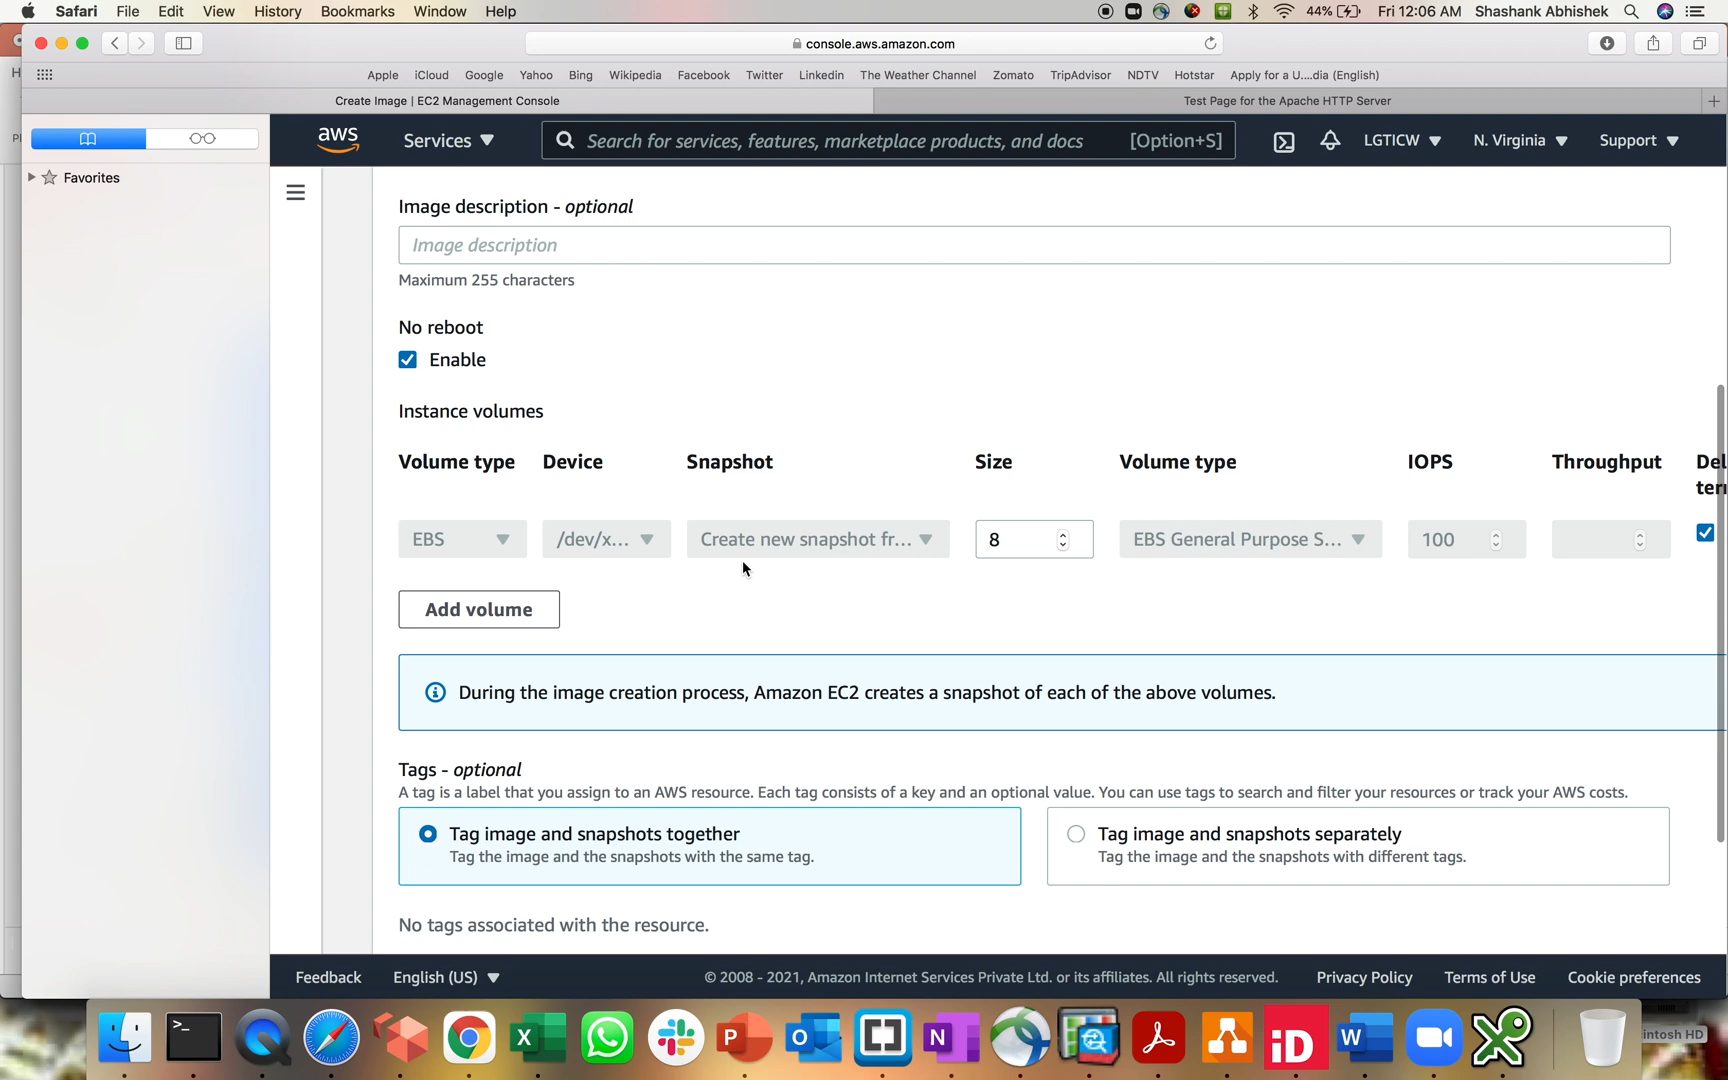 Safari File Edit View History Bookmarks Window Help 44% Fri 12:06 AM Shashank Abhishek
console.aws.amazon.com
Apple iCloud Google Yahoo Bing Wikipedia Facebook Twitter Linkedin The Weather Channel Zomato TripAdvisor NDTV Hotstar Apply for a U....dia (English)
Create Image | EC2 Management Console Test Page for the Apache HTTP Server
aws Services Search for services, features, marketplace products, and docs [Option+S] LGTICW N. Virginia Support
Favorites
Image description - optional
Image description
Maximum 255 characters
No reboot
Enable
Instance volumes
Volume type Device Snapshot Size Volume type IOPS Throughput Del
terr
EBS /dev/x... Create new snapshot fr... 8 EBS General Purpose S... 100
Add volume
During the image creation process, Amazon EC2 creates a snapshot of each of the above volumes.
Tags - optional
A tag is a label that you assign to an AWS resource. Each tag consists of a key and an optional value. You can use tags to search and filter your resources or track your AWS costs.
Tag image and snapshots together Tag image and snapshots separately
Tag the image and the snapshots with the same tag. Tag the image and the snapshots with different tags.
No tags associated with the resource.
Feedback English (US) © 2008 - 2021, Amazon Internet Services Private Ltd. or its affiliates. All rights reserved. Privacy Policy Terms of Use Cookie preferences
intosh HD